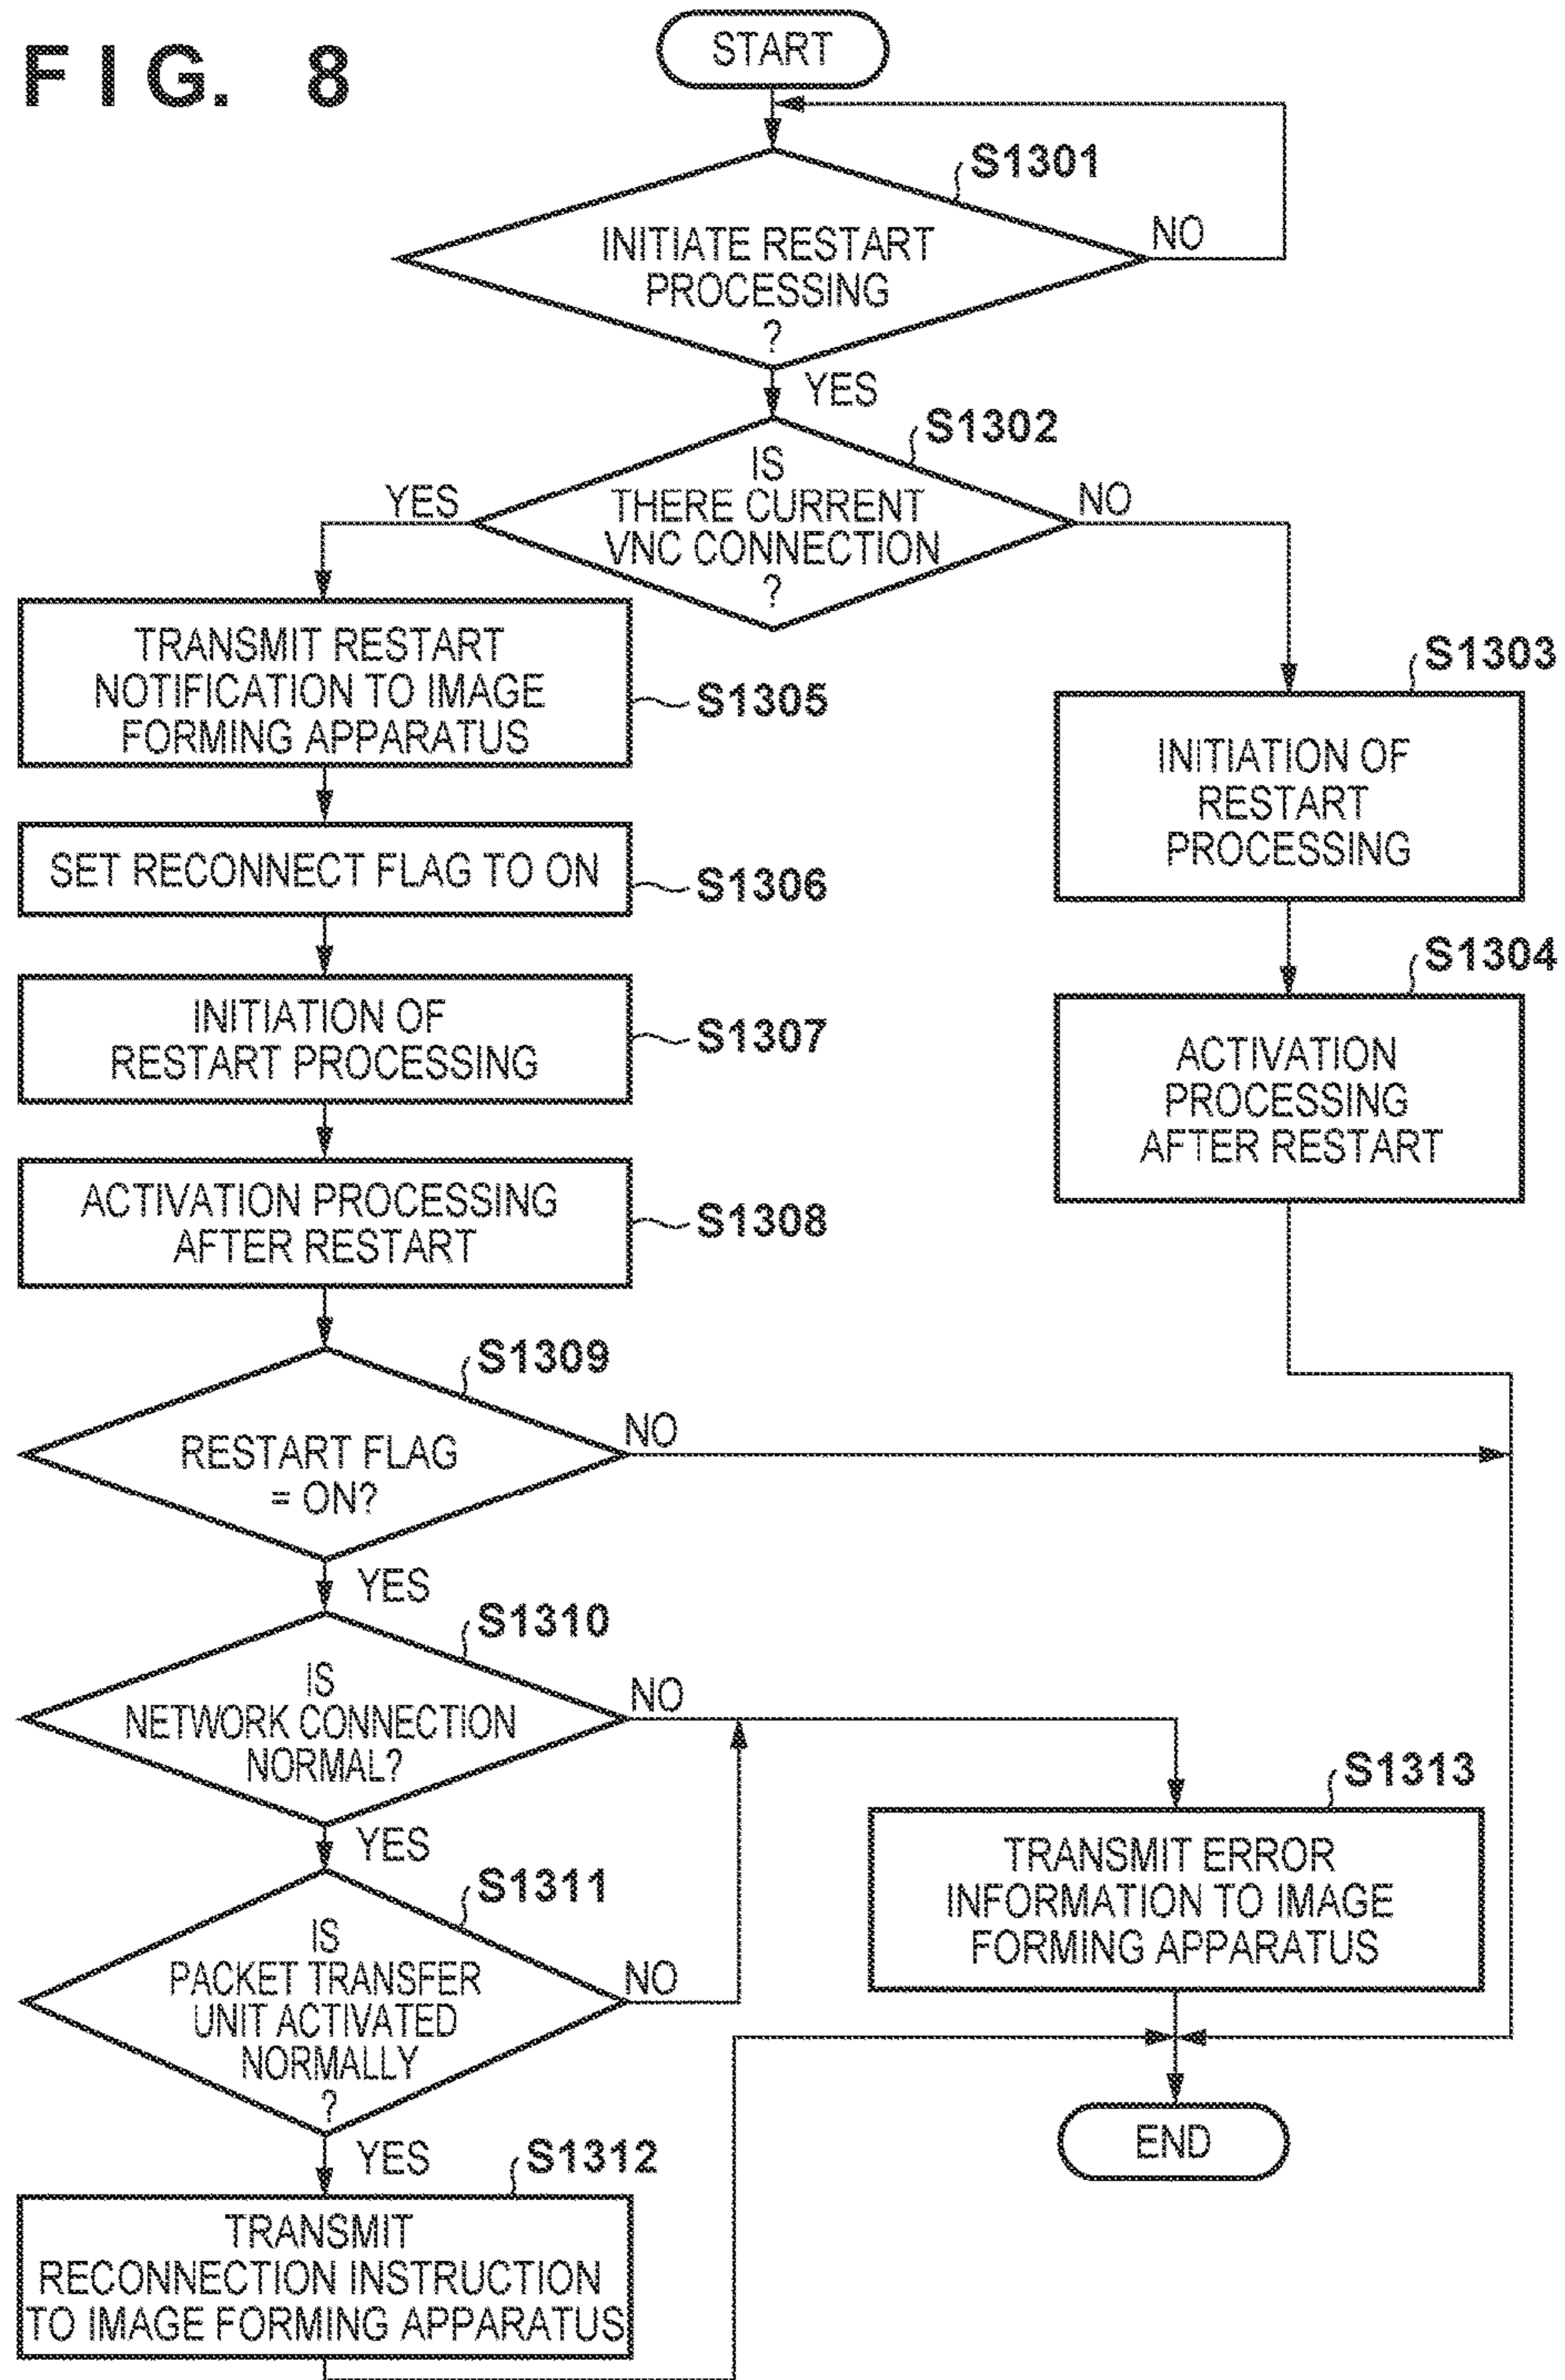 FIG. 8
START
S1301
INITIATE RESTART
PROCESSING
?
NO
YES
S1302
IS
THERE CURRENT
VNC CONNECTION
?
YES
NO
TRANSMIT RESTART
NOTIFICATION TO IMAGE
FORMING APPARATUS
S1305
S1303
INITIATION OF
RESTART
PROCESSING
SET RECONNECT FLAG TO ON
S1306
S1304
ACTIVATION
PROCESSING
AFTER RESTART
INITIATION OF
RESTART PROCESSING
S1307
ACTIVATION PROCESSING
AFTER RESTART
S1308
S1309
RESTART FLAG
= ON?
NO
YES
S1310
IS
NETWORK CONNECTION
NORMAL?
NO
YES
S1313
TRANSMIT ERROR
INFORMATION TO IMAGE
FORMING APPARATUS
S1311
IS
PACKET TRANSFER
UNIT ACTIVATED
NORMALLY
?
NO
YES
END
S1312
TRANSMIT
RECONNECTION INSTRUCTION
TO IMAGE FORMING APPARATUS